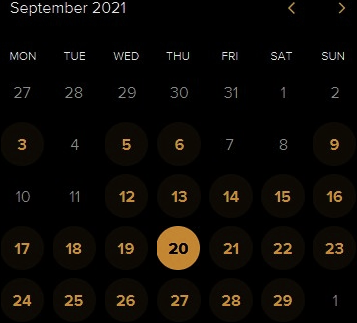 September 2021
MON TUE WED THU FRI SAT SUN
27 28 29 30 31 1 2
3 4 5 6 7 8 9
10 11 12 13 14 15 16
17 18 19 20 21 22 23
24 25 26 27 28 29 1